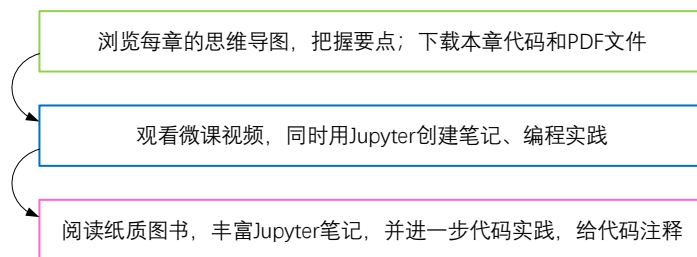 浏览每章的思维导图，把握要点；下载本章代码和PDF文件
观看微课视频，同时用Jupyter创建笔记、编程实践
阅读纸质图书，丰富Jupyter笔记，并进一步代码实践，给代码注释